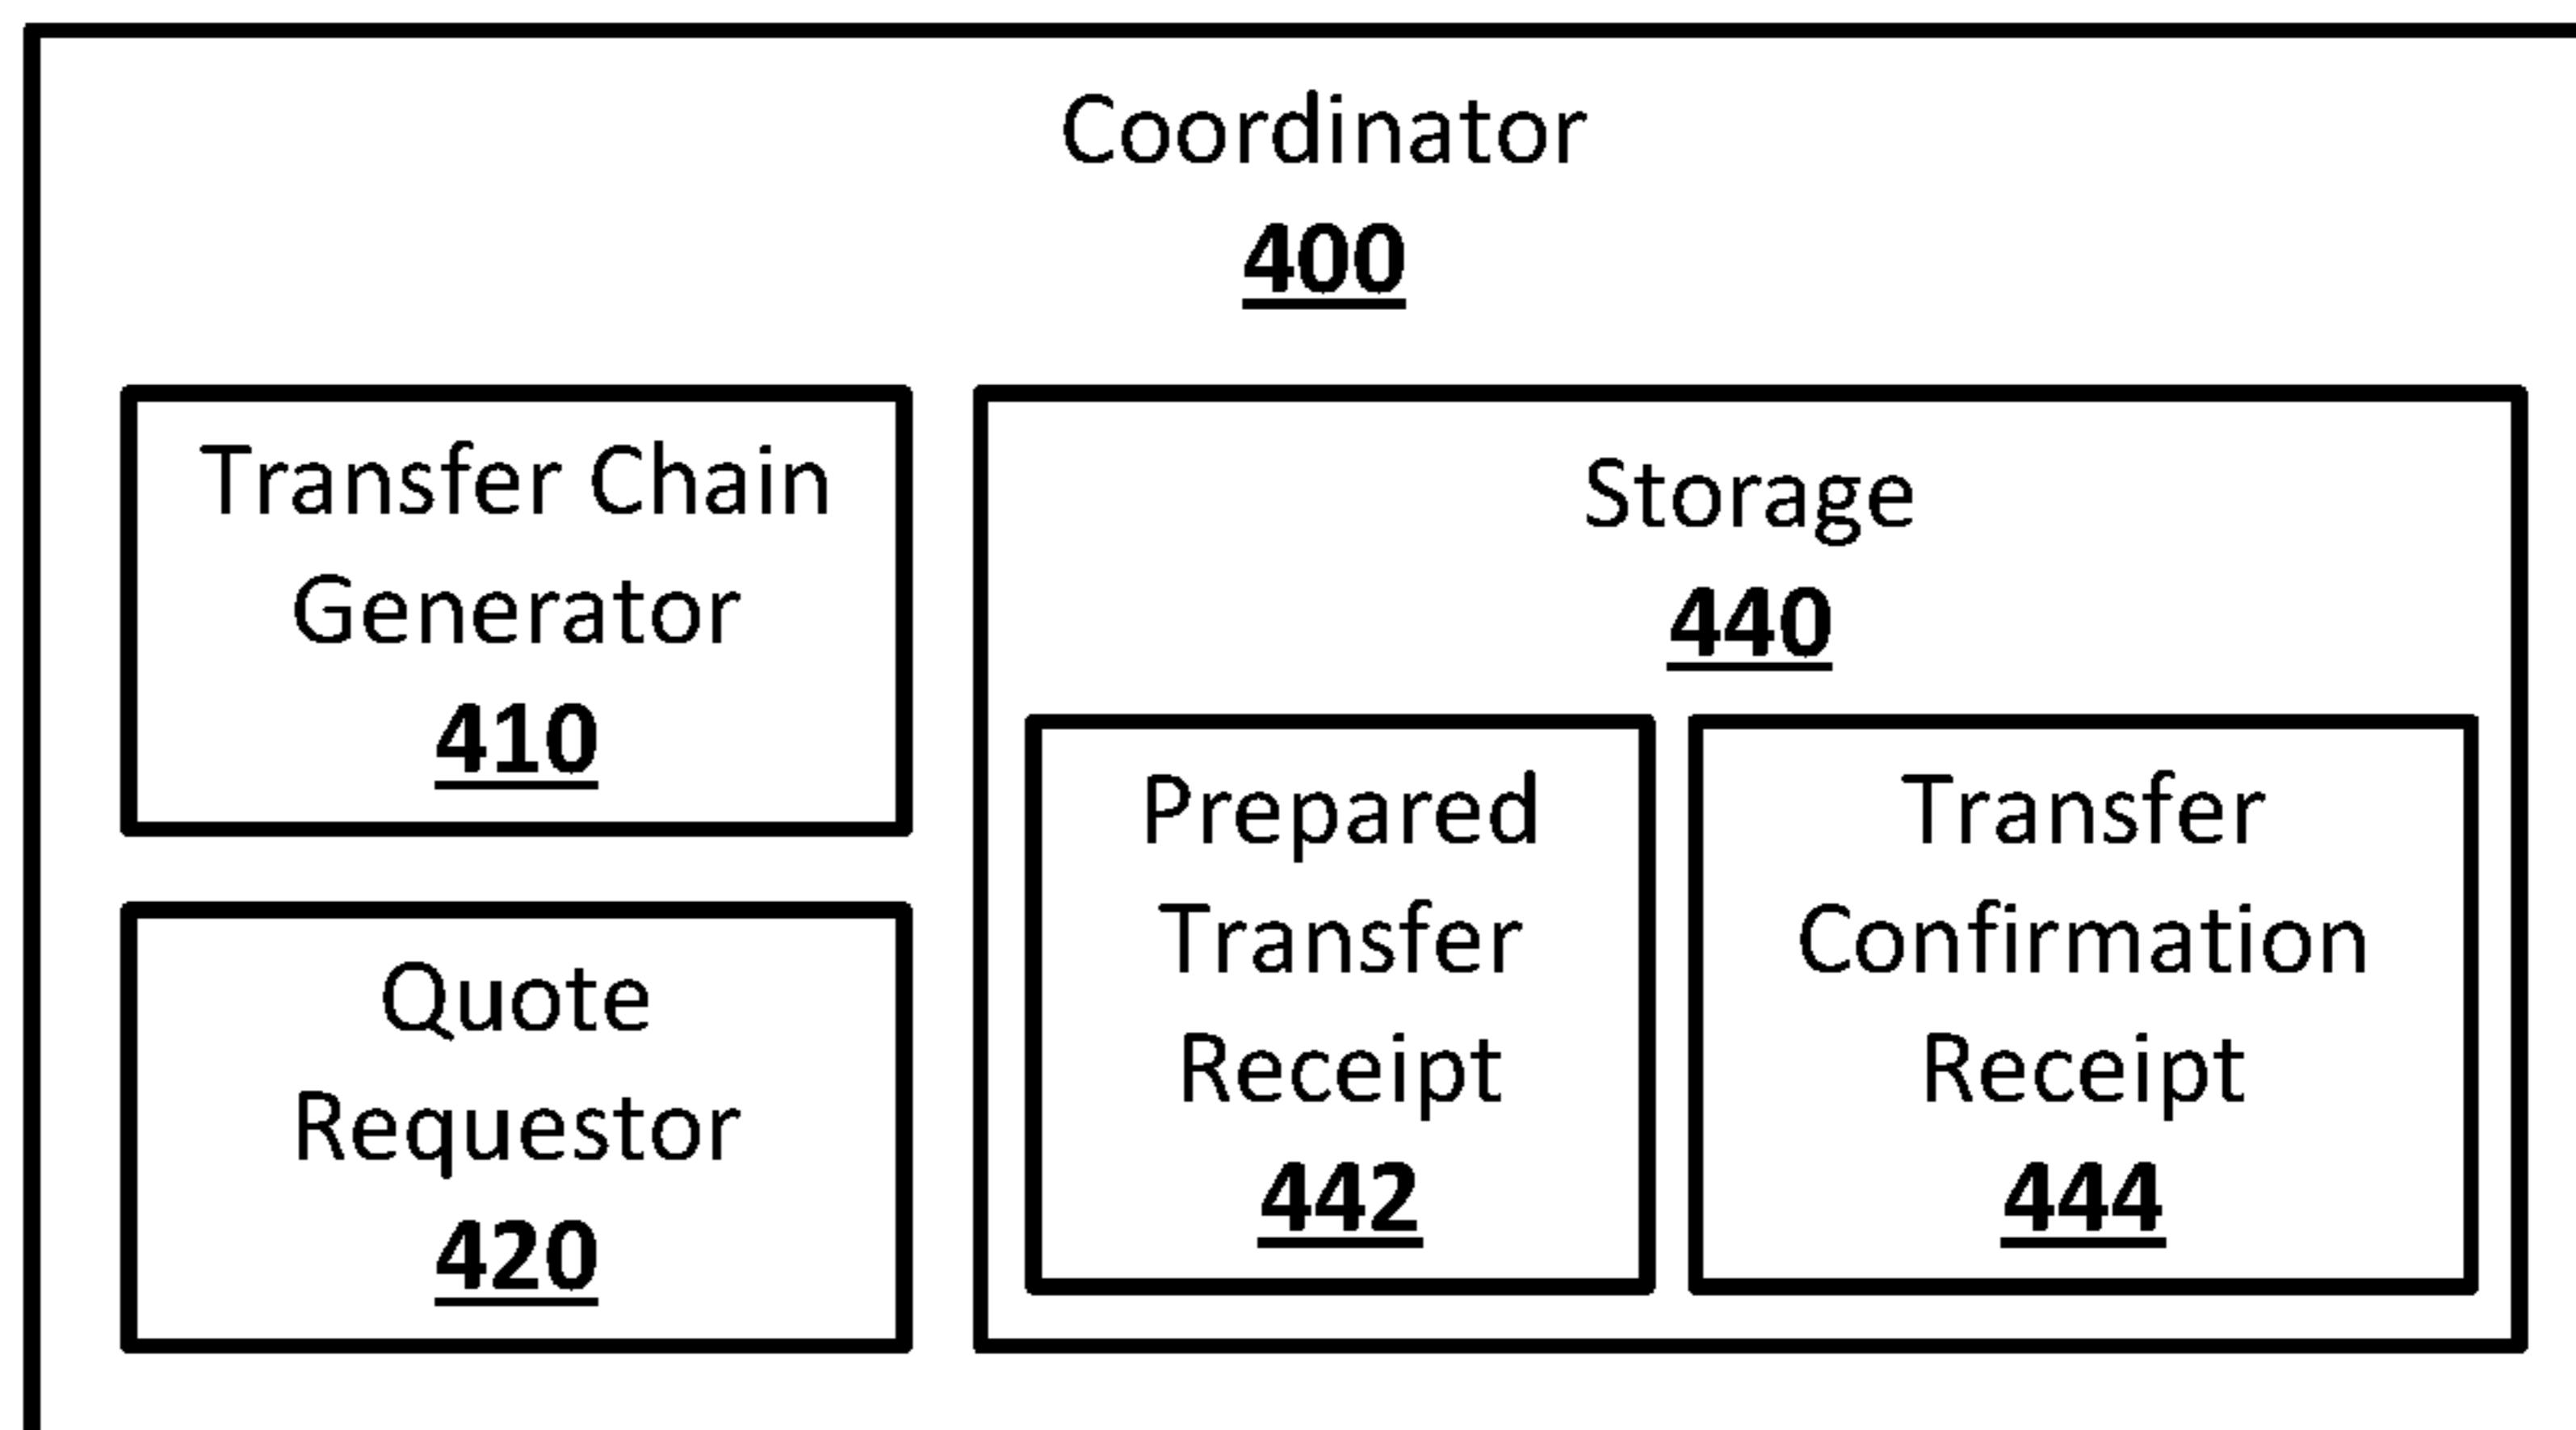 Coordinator
400
Transfer Chain
Generator
410
Quote
Requestor
420
Storage
440
Prepared
Transfer
Receipt
442
Transfer
Confirmation
Receipt
444